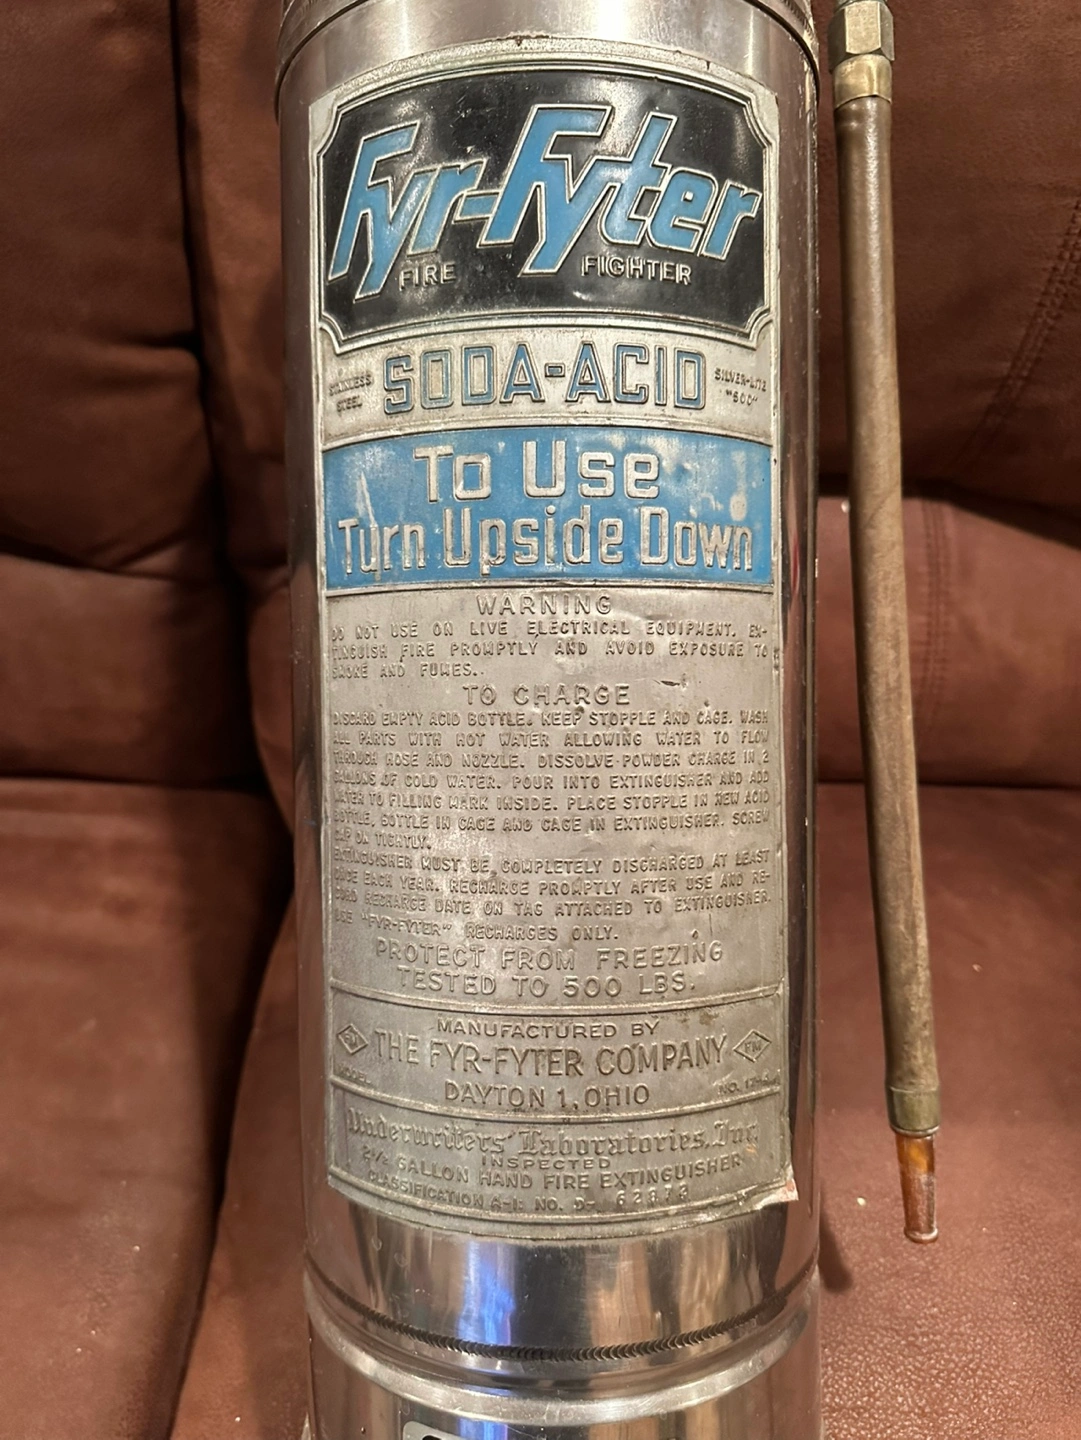 Fyr-Fyter
FIRE FIGHTER
STAINLESS STEEL
SODA-ACID
SILVER-LITE "500"
To Use
Turn Upside Down
WARNING
DO NOT USE ON LIVE ELECTRICAL EQUIPMENT. EX-
TINGUISH FIRE PROMPTLY AND AVOID EXPOSURE TO
SMOKE AND FUMES.
TO CHARGE
DISCARD EMPTY ACID BOTTLE. KEEP STOPPLE AND CAGE. WASH
ALL PARTS WITH HOT WATER ALLOWING WATER TO FLOW
THROUGH HOSE AND NOZZLE. DISSOLVE POWDER CHARGE IN 2
GALLONS OF COLD WATER. POUR INTO EXTINGUISHER AND ADD
WATER TO FILLING MARK INSIDE. PLACE STOPPLE IN NEW ACID
BOTTLE, BOTTLE IN CAGE AND CAGE IN EXTINGUISHER. SCREW
CAP ON TIGHTLY.
EXTINGUISHER MUST BE COMPLETELY DISCHARGED AT LEAST
ONCE EACH YEAR. RECHARGE PROMPTLY AFTER USE AND RE-
CORD RECHARGE DATE ON TAG ATTACHED TO EXTINGUISHER.
USE "FYR-FYTER" RECHARGES ONLY.
PROTECT FROM FREEZING
TESTED TO 500 LBS.
MANUFACTURED BY
FM THE FYR-FYTER COMPANY FM
MODEL
DAYTON 1, OHIO
NO.
Underwriters' Laboratories, Inc.
INSPECTED
2½ GALLON HAND FIRE EXTINGUISHER
CLASSIFICATION A-1: NO. D-